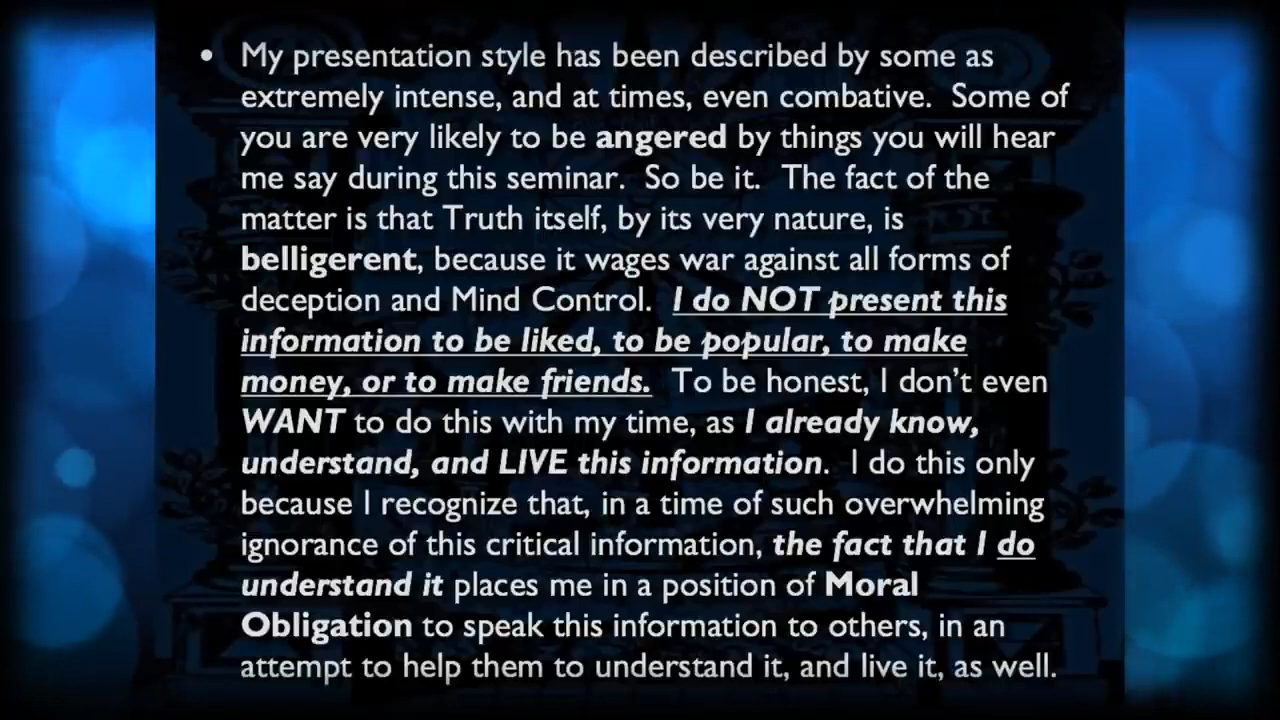 • My presentation style has been described by some as
extremely intense, and at times, even combative.  Some of
you are very likely to be angered by things you will hear
me say during this seminar.  So be it.  The fact of the
matter is that Truth itself, by its very nature, is
belligerent, because it wages war against all forms of
deception and Mind Control.  I do NOT present this
information to be liked, to be popular, to make
money, or to make friends.  To be honest, I don’t even
WANT to do this with my time, as I already know,
understand, and LIVE this information.  I do this only
because I recognize that, in a time of such overwhelming
ignorance of this critical information, the fact that I do
understand it places me in a position of Moral
Obligation to speak this information to others, in an
attempt to help them to understand it, and live it, as well.